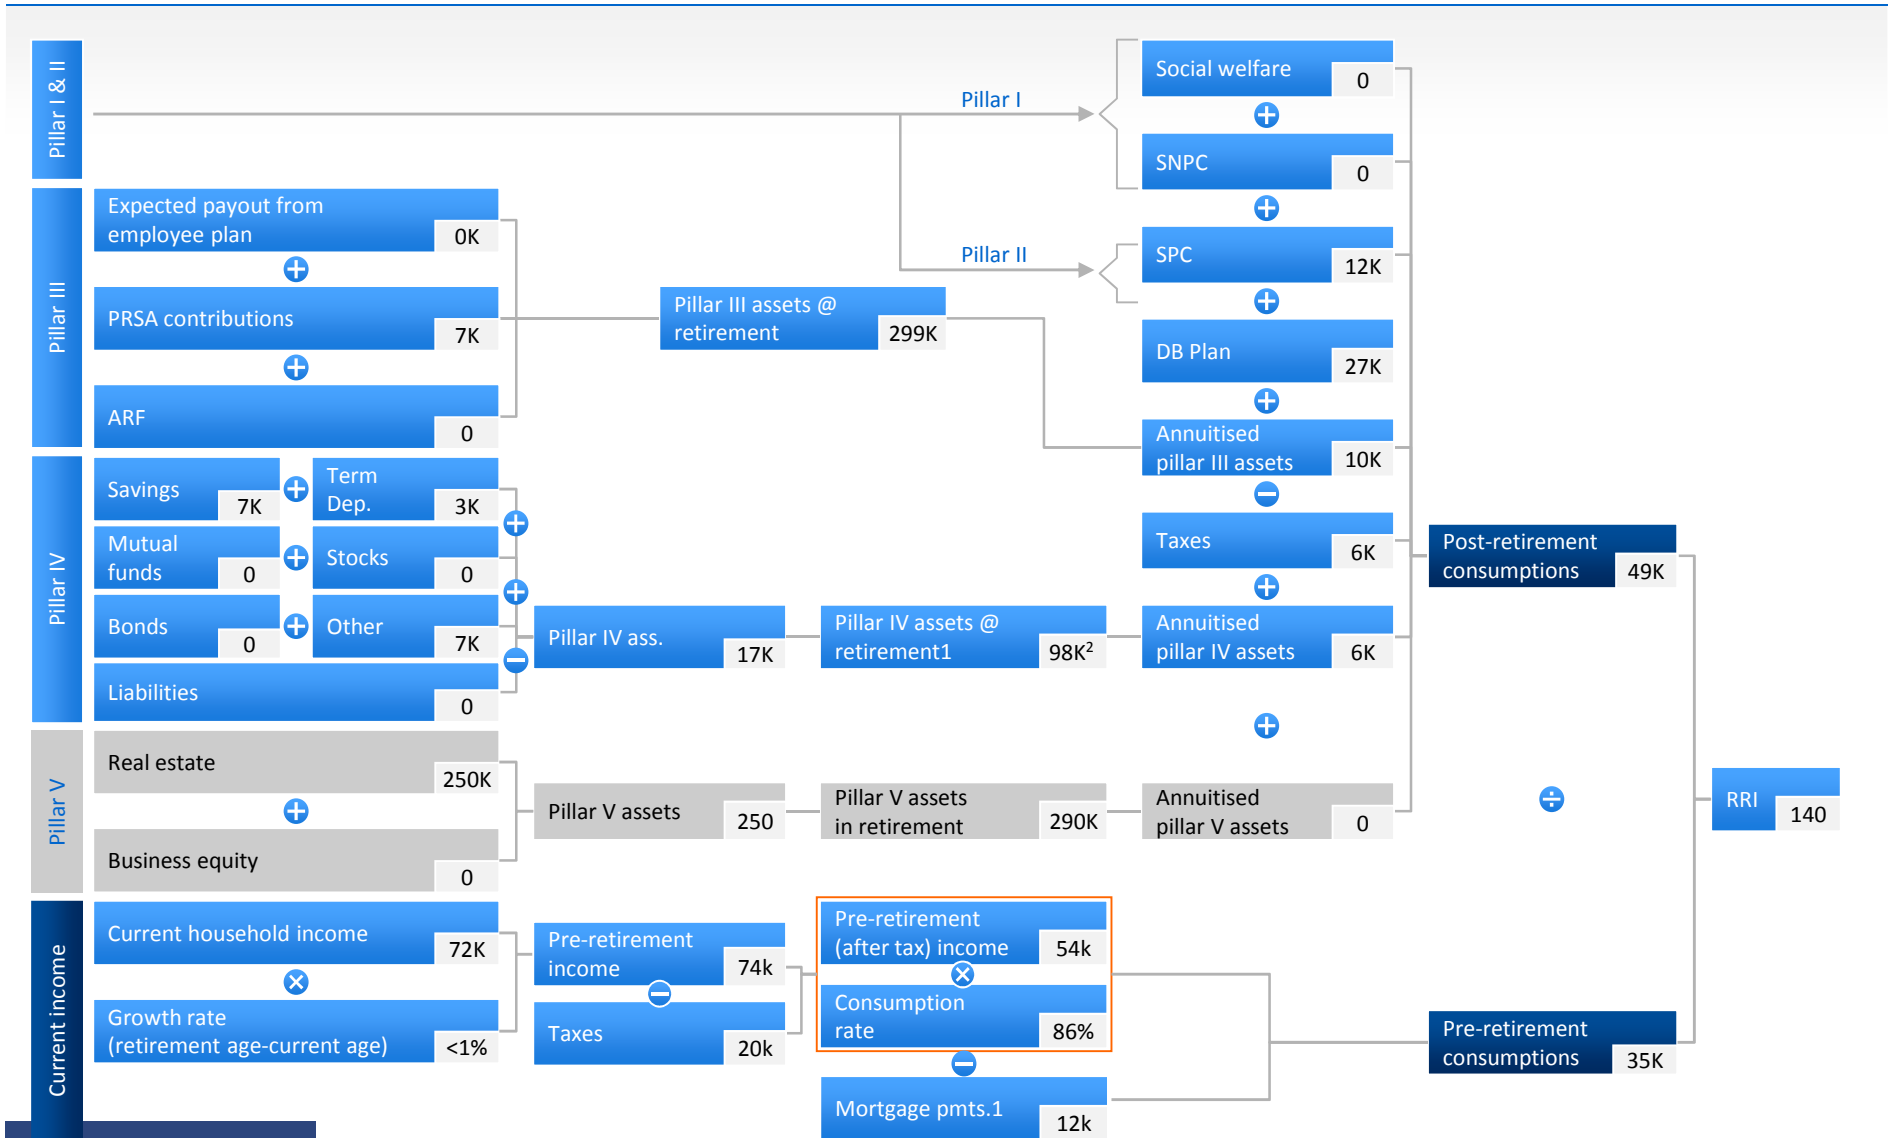 Pillar I & II
Pillar I
Social welfare
0
SNPC
0
Pillar II
SPC
12K
DB Plan
27K
Pillar III
Expected payout from
employee plan
0K
PRSA contributions
7K
ARF
0
Pillar III assets @
retirement
299K
Annuitised
pillar III assets
10K
Taxes
6K
Pillar IV
Savings
7K
Term
Dep.
3K
Mutual
funds
0
Stocks
0
Bonds
0
Other
7K
Liabilities
0
Pillar IV ass.
17K
Pillar IV assets @
retirement1
98K²
Annuitised
pillar IV assets
6K
Post-retirement
consumptions
49K
Pillar V
Real estate
250K
Business equity
0
Pillar V assets
250
Pillar V assets
in retirement
290K
Annuitised
pillar V assets
0
RRI
140
Current income
Current household income
72K
Growth rate
(retirement age-current age)
<1%
Pre-retirement
income
74k
Taxes
20k
Pre-retirement
(after tax) income
54k
Consumption
rate
86%
Mortgage pmts.1
12k
Pre-retirement
consumptions
35K